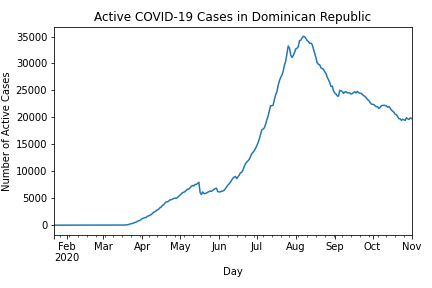 Active COVID-19 Cases in Dominican Republic
Number of Active Cases
35000
30000
25000
20000
15000
10000
5000
0
Feb Mar Apr May Jun Jul Aug Sep Oct Nov
2020
Day